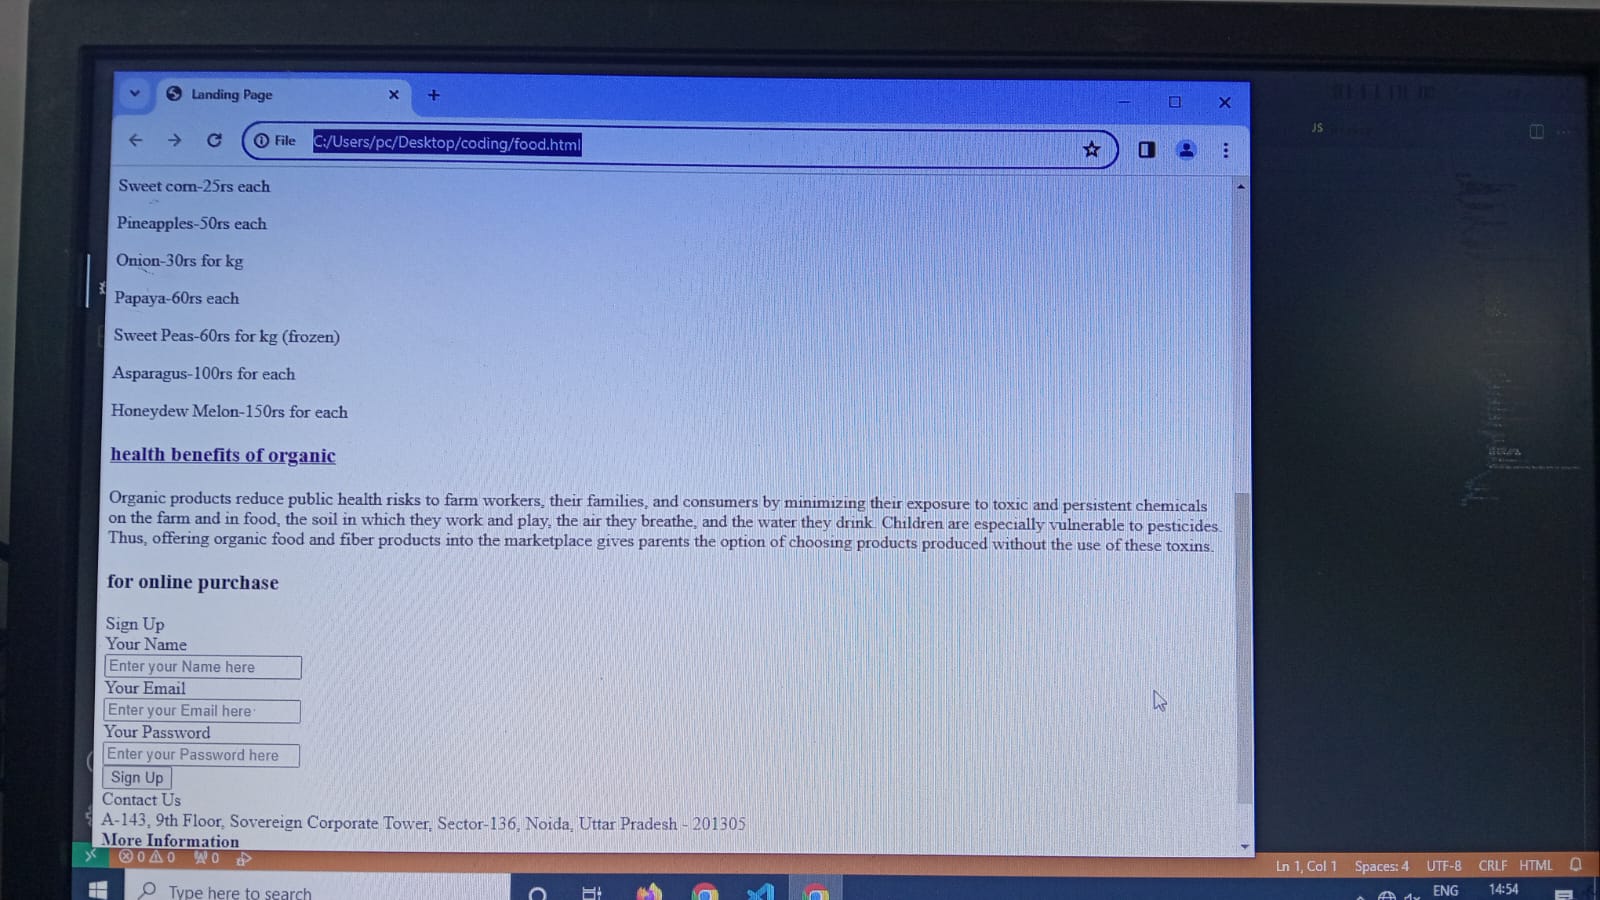 Landing Page
File C:/Users/pc/Desktop/coding/food.html
JS
Sweet corn-25rs each
Pineapples-50rs each
Onion-30rs for kg
Papaya-60rs each
Sweet Peas-60rs for kg (frozen)
Asparagus-100rs for each
Honeydew Melon-150rs for each
health benefits of organic
Organic products reduce public health risks to farm workers, their families, and consumers by minimizing their exposure to toxic and persistent chemicals
on the farm and in food, the soil in which they work and play, the air they breathe, and the water they drink. Children are especially vulnerable to pesticides.
Thus, offering organic food and fiber products into the marketplace gives parents the option of choosing products produced without the use of these toxins.
for online purchase
Sign Up
Your Name
Enter your Name here
Your Email
Enter your Email here
Your Password
Enter your Password here
Sign Up
Contact Us
A-143, 9th Floor, Sovereign Corporate Tower, Sector-136, Noida, Uttar Pradesh - 201305
More Information
0 0 0
Ln 1, Col 1 Spaces: 4 UTF-8 CRLF HTML
Type here to search
ENG 14:54